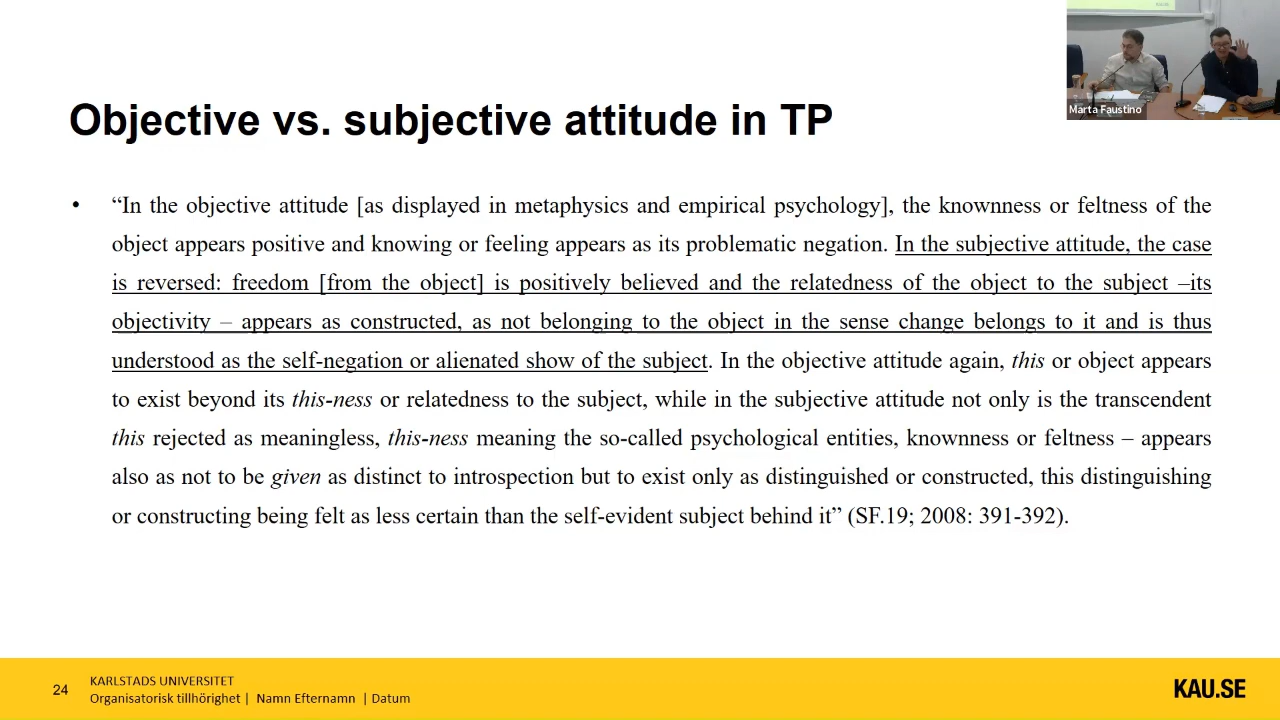 Marta Faustino
Objective vs. subjective attitude in TP
• “In the objective attitude [as displayed in metaphysics and empirical psychology], the knownness or feltness of the
object appears positive and knowing or feeling appears as its problematic negation. In the subjective attitude, the case
is reversed: freedom [from the object] is positively believed and the relatedness of the object to the subject –its
objectivity – appears as constructed, as not belonging to the object in the sense change belongs to it and is thus
understood as the self-negation or alienated show of the subject. In the objective attitude again, this or object appears
to exist beyond its this-ness or relatedness to the subject, while in the subjective attitude not only is the transcendent
this rejected as meaningless, this-ness meaning the so-called psychological entities, knownness or feltness – appears
also as not to be given as distinct to introspection but to exist only as distinguished or constructed, this distinguishing
or constructing being felt as less certain than the self-evident subject behind it” (SF.19; 2008: 391-392).
24
KARLSTADS UNIVERSITET
Organisatorisk tillhörighet | Namn Efternamn | Datum
KAU.SE